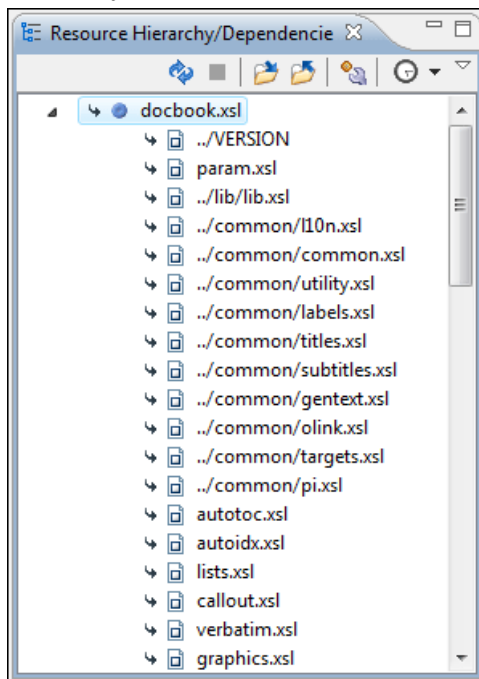 Resource Hierarchy/Dependencie
docbook.xsl
../VERSION
param.xsl
../lib/lib.xsl
../common/l10n.xsl
../common/common.xsl
../common/utility.xsl
../common/labels.xsl
../common/titles.xsl
../common/subtitles.xsl
../common/gentext.xsl
../common/olink.xsl
../common/targets.xsl
../common/pi.xsl
autotoc.xsl
autoidx.xsl
lists.xsl
callout.xsl
verbatim.xsl
graphics.xsl